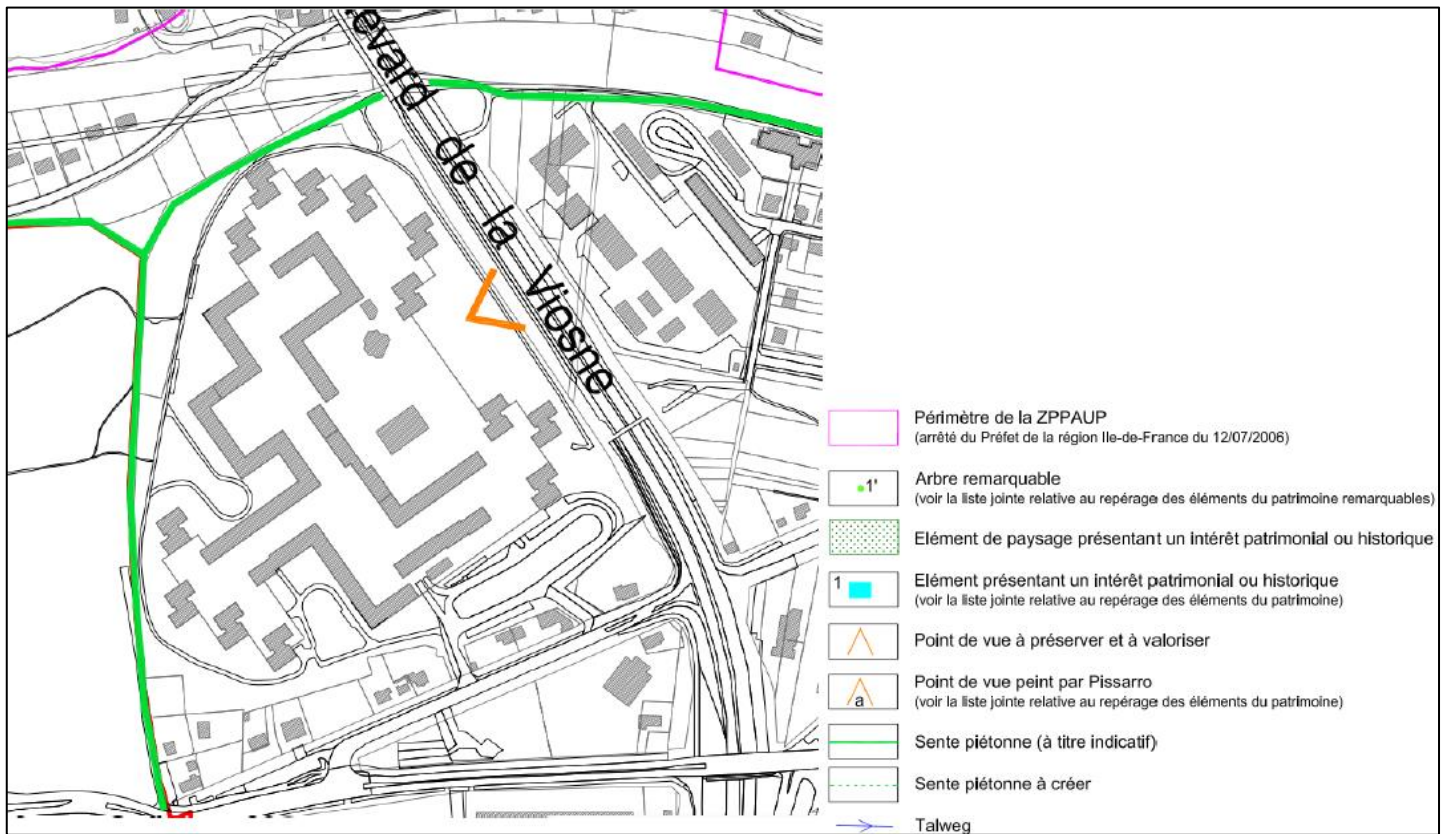 evard de la Viosne
Périmètre de la ZPPAUP
(arrêté du Préfet de la région Ile-de-France du 12/07/2006)
1'
Arbre remarquable
(voir la liste jointe relative au repérage des éléments du patrimoine remarquables)
Elément de paysage présentant un intérêt patrimonial ou historique
1
Elément présentant un intérêt patrimonial ou historique
(voir la liste jointe relative au repérage des éléments du patrimoine)
Point de vue à préserver et à valoriser
a
Point de vue peint par Pissarro
(voir la liste jointe relative au repérage des éléments du patrimoine)
Sente piétonne (à titre indicatif)
Sente piétonne à créer
Talweg